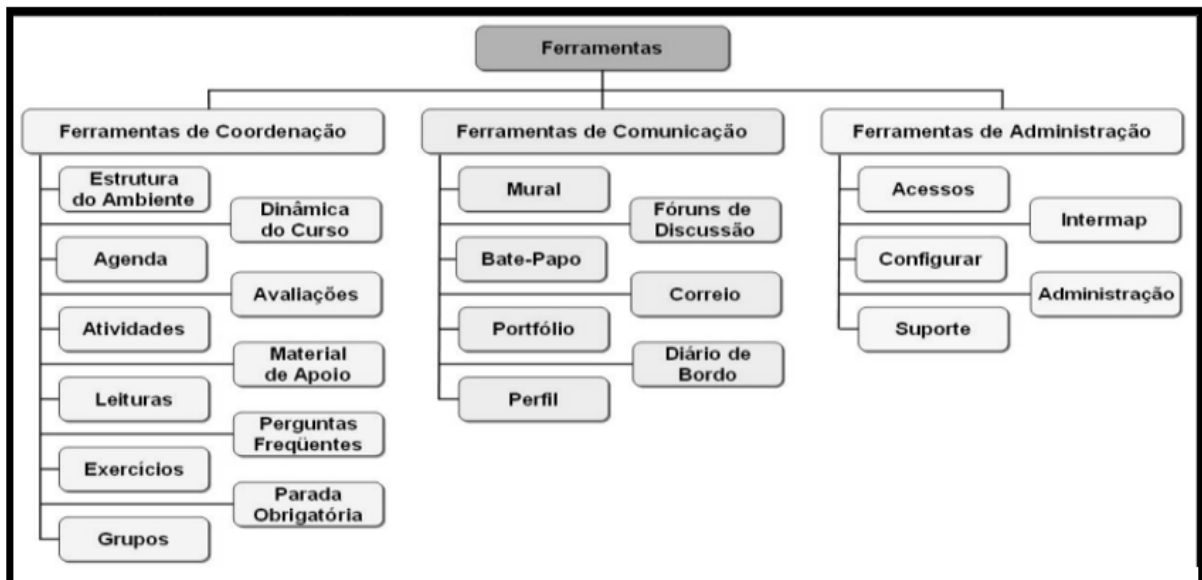 Ferramentas
Ferramentas de Coordenação
Estrutura
do Ambiente
Dinâmica
do Curso
Agenda
Avaliações
Atividades
Material
de Apoio
Leituras
Perguntas
Freqüentes
Exercícios
Parada
Obrigatória
Grupos
Ferramentas de Comunicação
Mural
Fóruns de
Discussão
Bate-Papo
Correio
Portfólio
Diário de
Bordo
Perfil
Ferramentas de Administração
Acessos
Intermap
Configurar
Administração
Suporte